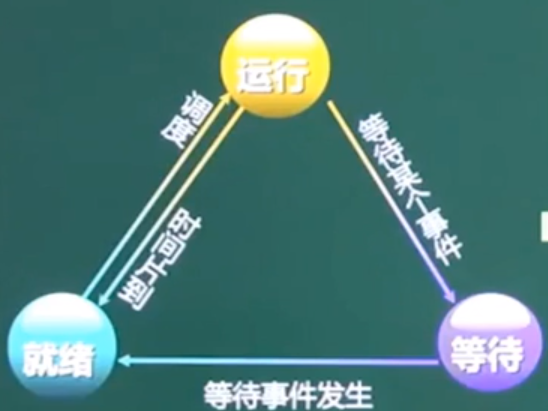 运行
调度
等待某个事件
时间片到
就绪
等待
等待事件发生